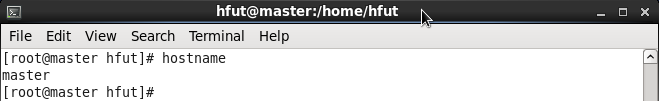 hfut@master:/home/hfut
File Edit View Search Terminal Help
[root@master hfut]# hostname
master
[root@master hfut]#